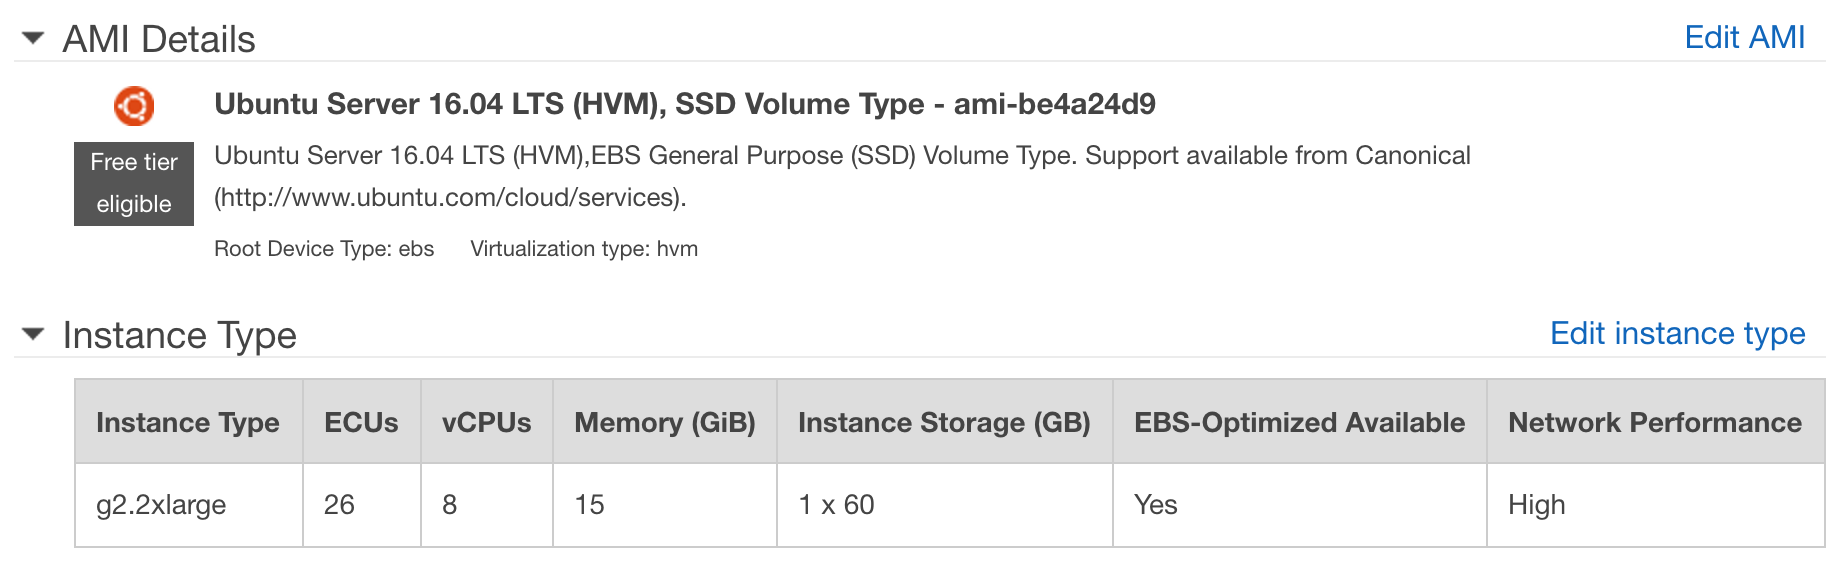 AMI Details
Edit AMI
Ubuntu Server 16.04 LTS (HVM), SSD Volume Type - ami-be4a24d9
Free tier
eligible
Ubuntu Server 16.04 LTS (HVM),EBS General Purpose (SSD) Volume Type. Support available from Canonical
(http://www.ubuntu.com/cloud/services).
Root Device Type: ebs Virtualization type: hvm
Instance Type
Edit instance type
Instance Type ECUs vCPUs Memory (GiB) Instance Storage (GB) EBS-Optimized Available Network Performance
g2.2xlarge 26 8 15 1 x 60 Yes High